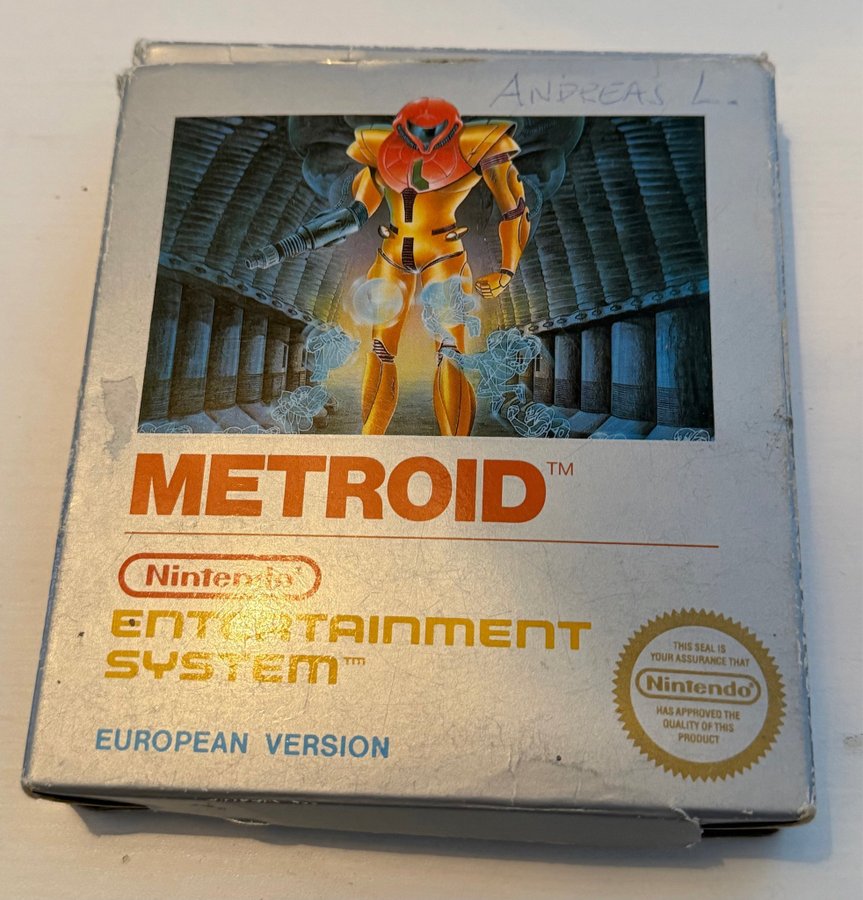 ANDREAS L.
METROID™
Nintendo®
ENTERTAINMENT
SYSTEM™
EUROPEAN VERSION
THIS SEAL IS
YOUR ASSURANCE THAT
Nintendo®
HAS APPROVED THE
QUALITY OF THIS
PRODUCT